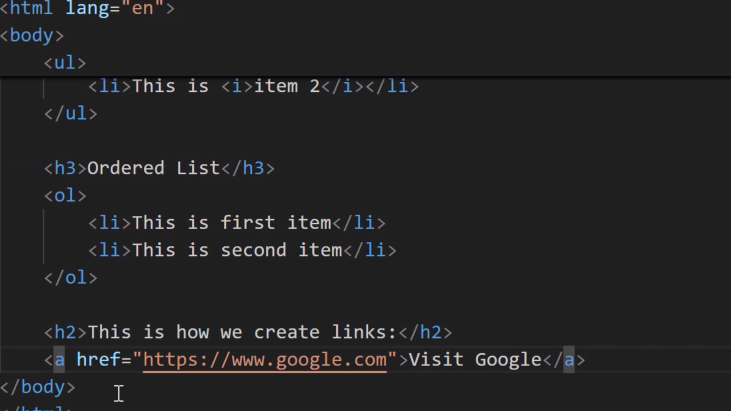 <html lang="en">
<body>
<ul>
<li>This is <i>item 2</i></li>
</ul>
<h3>Ordered List</h3>
<ol>
<li>This is first item</li>
<li>This is second item</li>
</ol>
<h2>This is how we create links:</h2>
<a href="https://www.google.com">Visit Google</a>
</body>